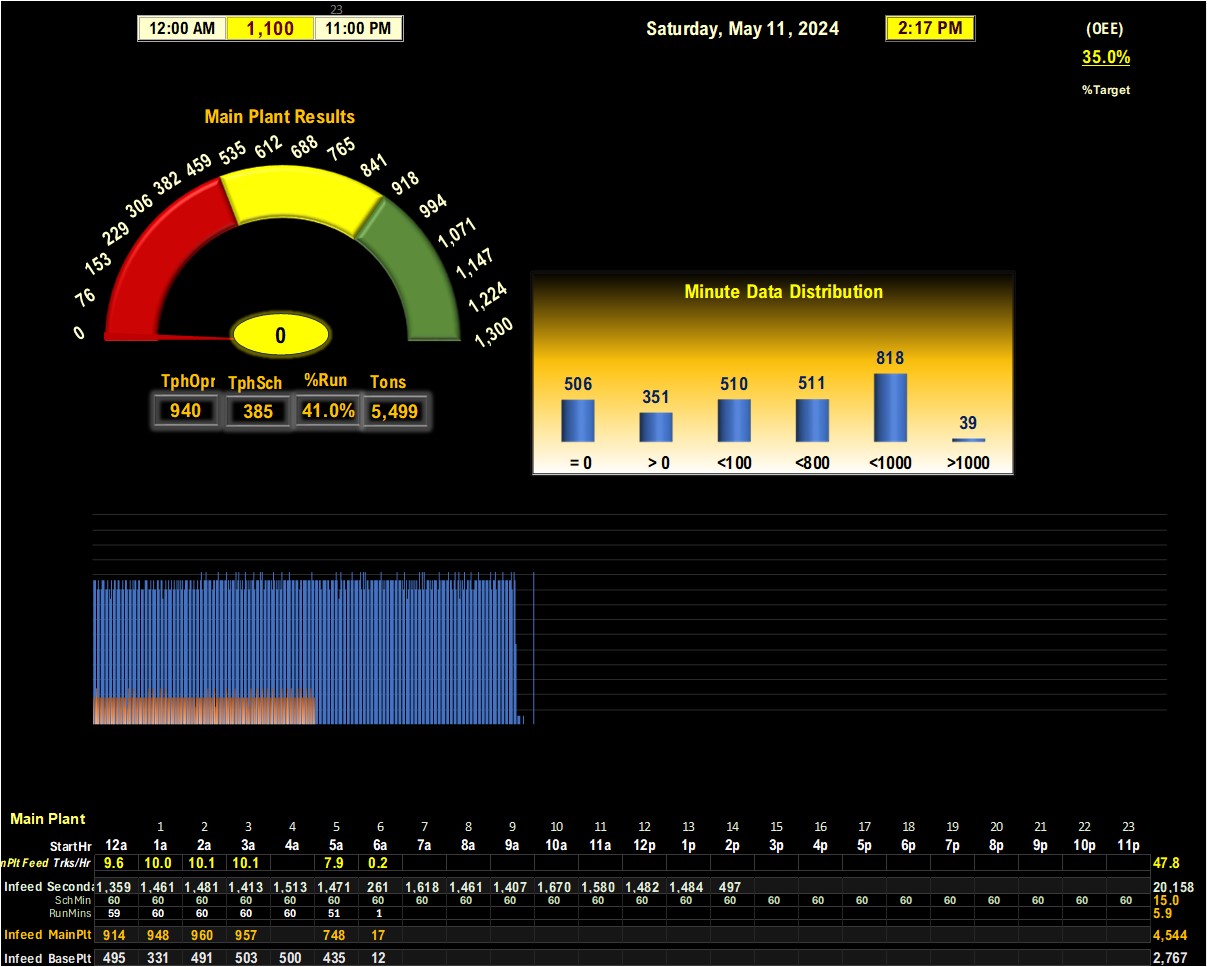 23
12:00 AM 1,100 11:00 PM Saturday, May 11, 2024 2:17 PM (OEE)
35.0%
%Target
Main Plant Results
0 76 153 229 306 382 459 535 612 688 765 841 918 994 1,071 1,147 1,224 1,300
0
TphOpr TphSch %Run Tons
940 385 41.0% 5,499
Minute Data Distribution
506 351 510 511 818 39
= 0 > 0 <100 <800 <1000 >1000
Main Plant
1 2 3 4 5 6 7 8 9 10 11 12 13 14 15 16 17 18 19 20 21 22 23
StartHr 12a 1a 2a 3a 4a 5a 6a 7a 8a 9a 10a 11a 12p 1p 2p 3p 4p 5p 6p 7p 8p 9p 10p 11p
nPlt Feed Trks/Hr 9.6 10.0 10.1 10.1 7.9 0.2 47.8
Infeed Seconda 1,359 1,461 1,481 1,413 1,513 1,471 261 1,618 1,461 1,407 1,670 1,580 1,482 1,484 497 20,158
SchMin 60 60 60 60 60 60 60 60 60 60 60 60 60 60 60 60 60 60 60 60 60 60 60 60 15.0
RunMins 59 60 60 60 60 51 1 5.9
Infeed MainPlt 914 948 960 957 748 17 4,544
Infeed BasePlt 495 331 491 503 500 435 12 2,767